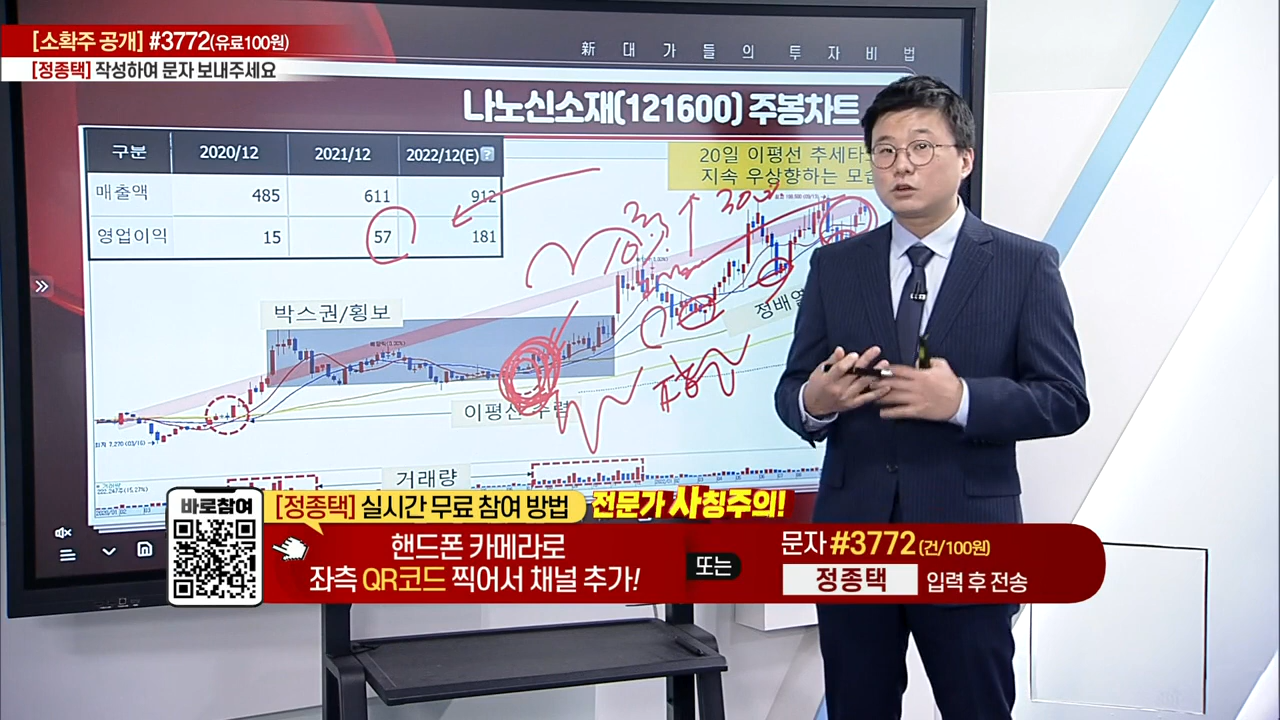 [소확주 공개] #3772(유료100원)
[정종택] 작성하여 문자 보내주세요
新 대 가 들 의 투 자 비 법
나노신소재(121600) 주봉차트
구분 2020/12 2021/12 2022/12(E)
매출액 485 611 912
영업이익 15 57 181
20일 이평선
지속 우상향하는
박스권/횡보
정배열
이평선 수렴
거래량
바로참여
[정종택] 실시간 무료 참여 방법
전문가 사칭주의!
핸드폰 카메라로
좌측 QR코드 찍어서 채널 추가!
또는
문자 #3772 (건/100원)
정종택 입력 후 전송